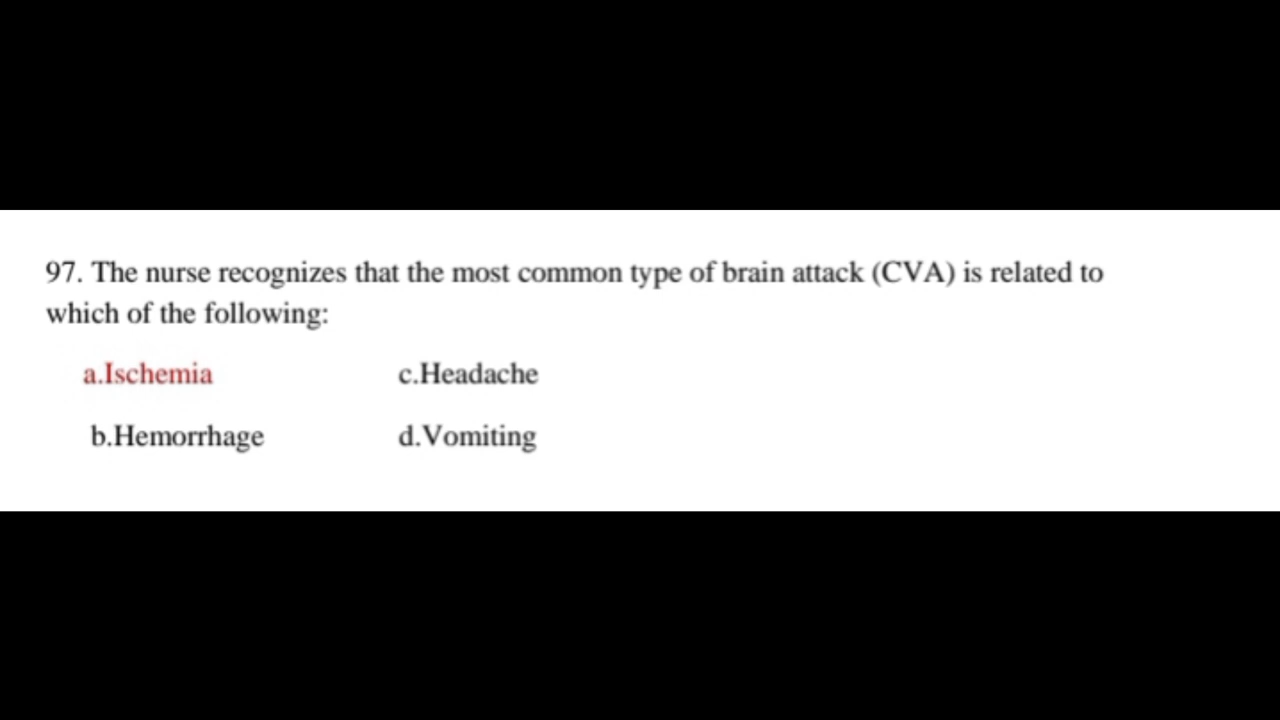 97. The nurse recognizes that the most common type of brain attack (CVA) is related to
which of the following:
a.Ischemia c.Headache
b.Hemorrhage d.Vomiting